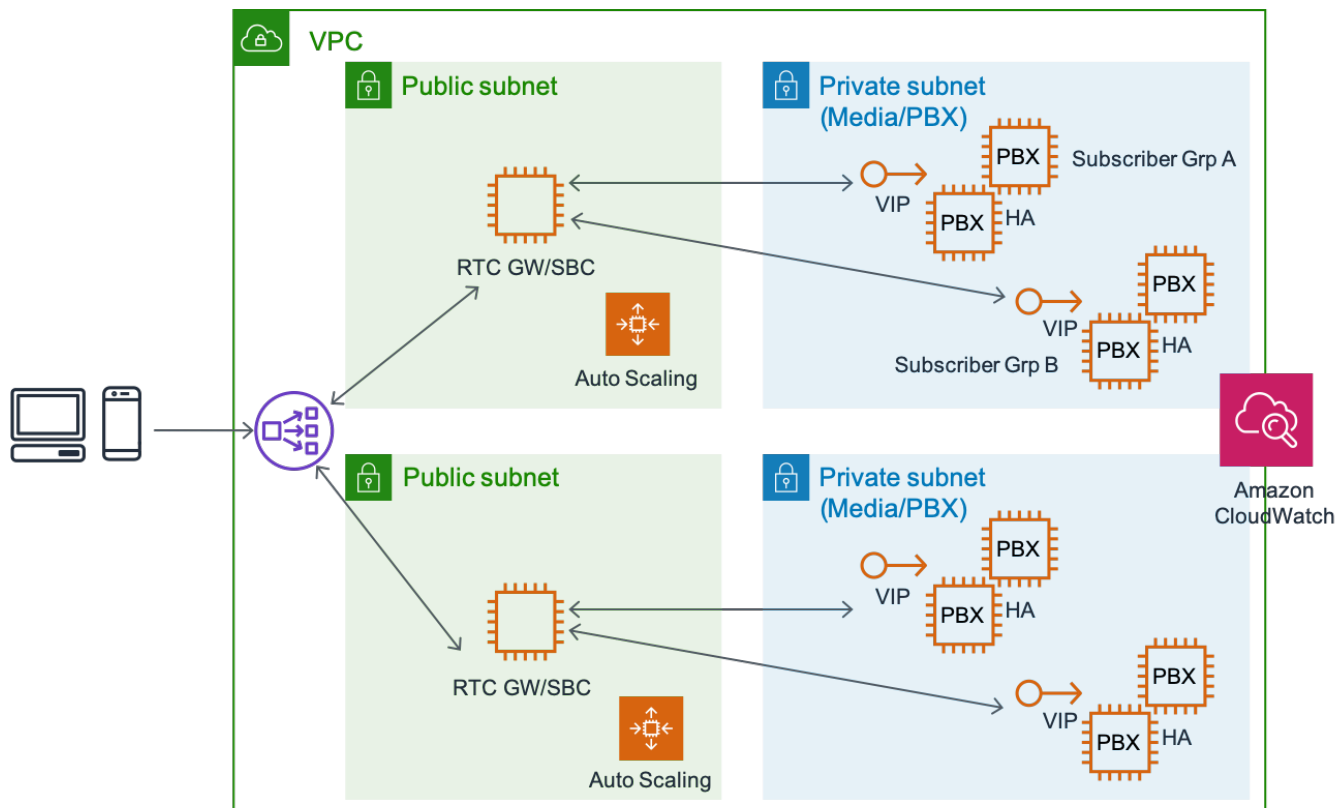 VPC
Public subnet
RTC GW/SBC
Auto Scaling
Private subnet
(Media/PBX)
PBX
Subscriber Grp A
VIP
PBX
HA
PBX
VIP
PBX
HA
Subscriber Grp B
Amazon
CloudWatch
Public subnet
RTC GW/SBC
Auto Scaling
Private subnet
(Media/PBX)
PBX
VIP
PBX
HA
PBX
VIP
PBX
HA